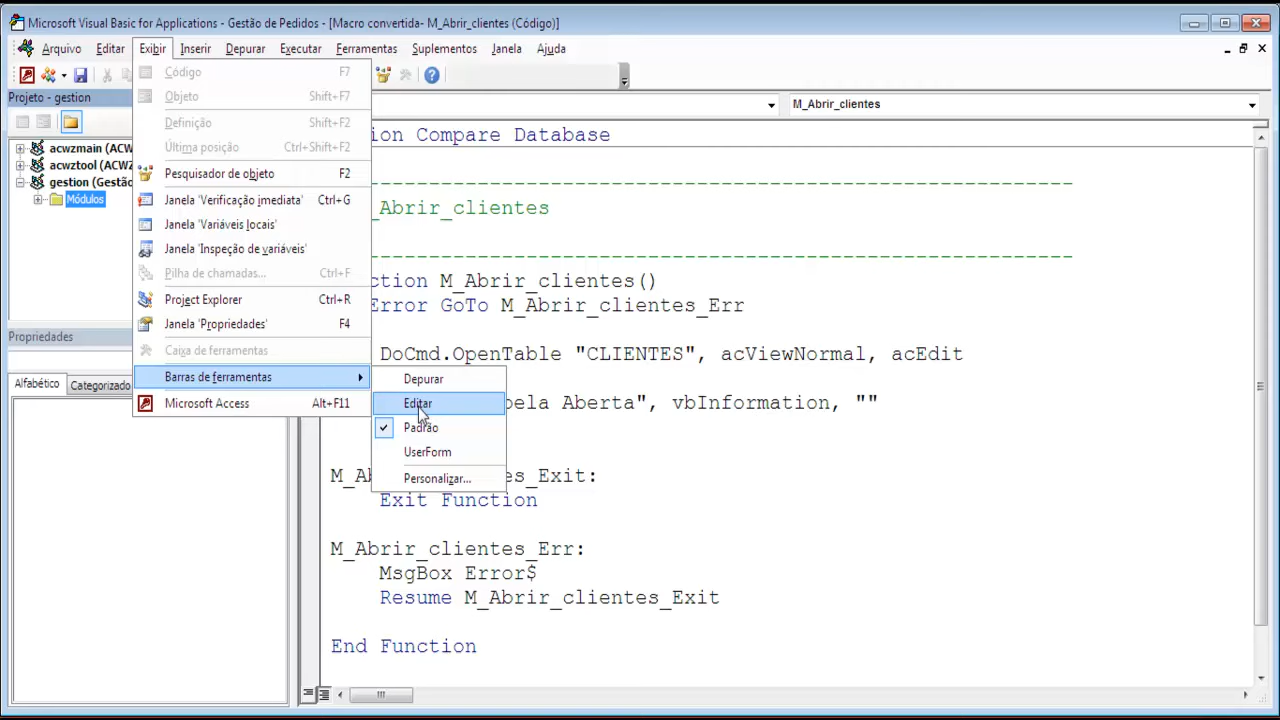 Microsoft Visual Basic for Applications - Gestão de Pedidos - [Macro convertida- M_Abrir_clientes (Código)]
Arquivo Editar Exibir Inserir Depurar Executar Ferramentas Suplementos Janela Ajuda
Projeto - gestion
acwzmain (ACW
acwztool (ACWZ
gestion (Gestão
Módulos
Propriedades
Alfabético Categorizado
Código F7
Objeto Shift+F7
Definição Shift+F2
Última posição Ctrl+Shift+F2
Pesquisador de objeto F2
Janela 'Verificação imediata' Ctrl+G
Janela 'Variáveis locais'
Janela 'Inspeção de variáveis'
Pilha de chamadas... Ctrl+F
Project Explorer Ctrl+R
Janela 'Propriedades' F4
Caixa de ferramentas
Barras de ferramentas
Microsoft Access Alt+F11
Depurar
Editar
Padrão
UserForm
Personalizar...
M_Abrir_clientes
ion Compare Database
------------------------------------------------------------
_Abrir_clientes
------------------------------------------------------------
ction M_Abrir_clientes()
Error GoTo M_Abrir_clientes_Err
DoCmd.OpenTable "CLIENTES", acViewNormal, acEdit
bela Aberta", vbInformation, ""
M_Ab es_Exit:
Exit Function
M_Abrir_clientes_Err:
MsgBox Error$
Resume M_Abrir_clientes_Exit
End Function